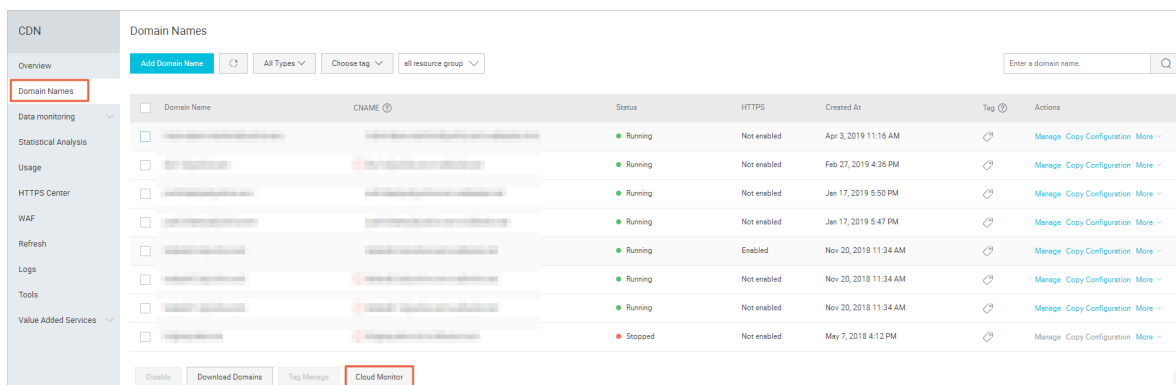 CDN
Domain Names
Overview
Domain Names
Data monitoring
Statistical Analysis
Usage
HTTPS Center
WAF
Refresh
Logs
Tools
Value Added Services
Add Domain Name All Types Choose tag all resource group Enter a domain name.
Domain Name CNAME Status HTTPS Created At Tag Actions
Running Not enabled Apr 3, 2019 11:16 AM Manage Copy Configuration More
Running Not enabled Feb 27, 2019 4:36 PM Manage Copy Configuration More
Running Not enabled Jan 17, 2019 5:50 PM Manage Copy Configuration More
Running Not enabled Jan 17, 2019 5:47 PM Manage Copy Configuration More
Running Enabled Nov 20, 2018 11:34 AM Manage Copy Configuration More
Running Not enabled Nov 20, 2018 11:34 AM Manage Copy Configuration More
Running Not enabled Nov 20, 2018 11:34 AM Manage Copy Configuration More
Stopped Not enabled May 7, 2018 4:12 PM Manage Copy Configuration More
Disable Download Domains Tag Manage Cloud Monitor